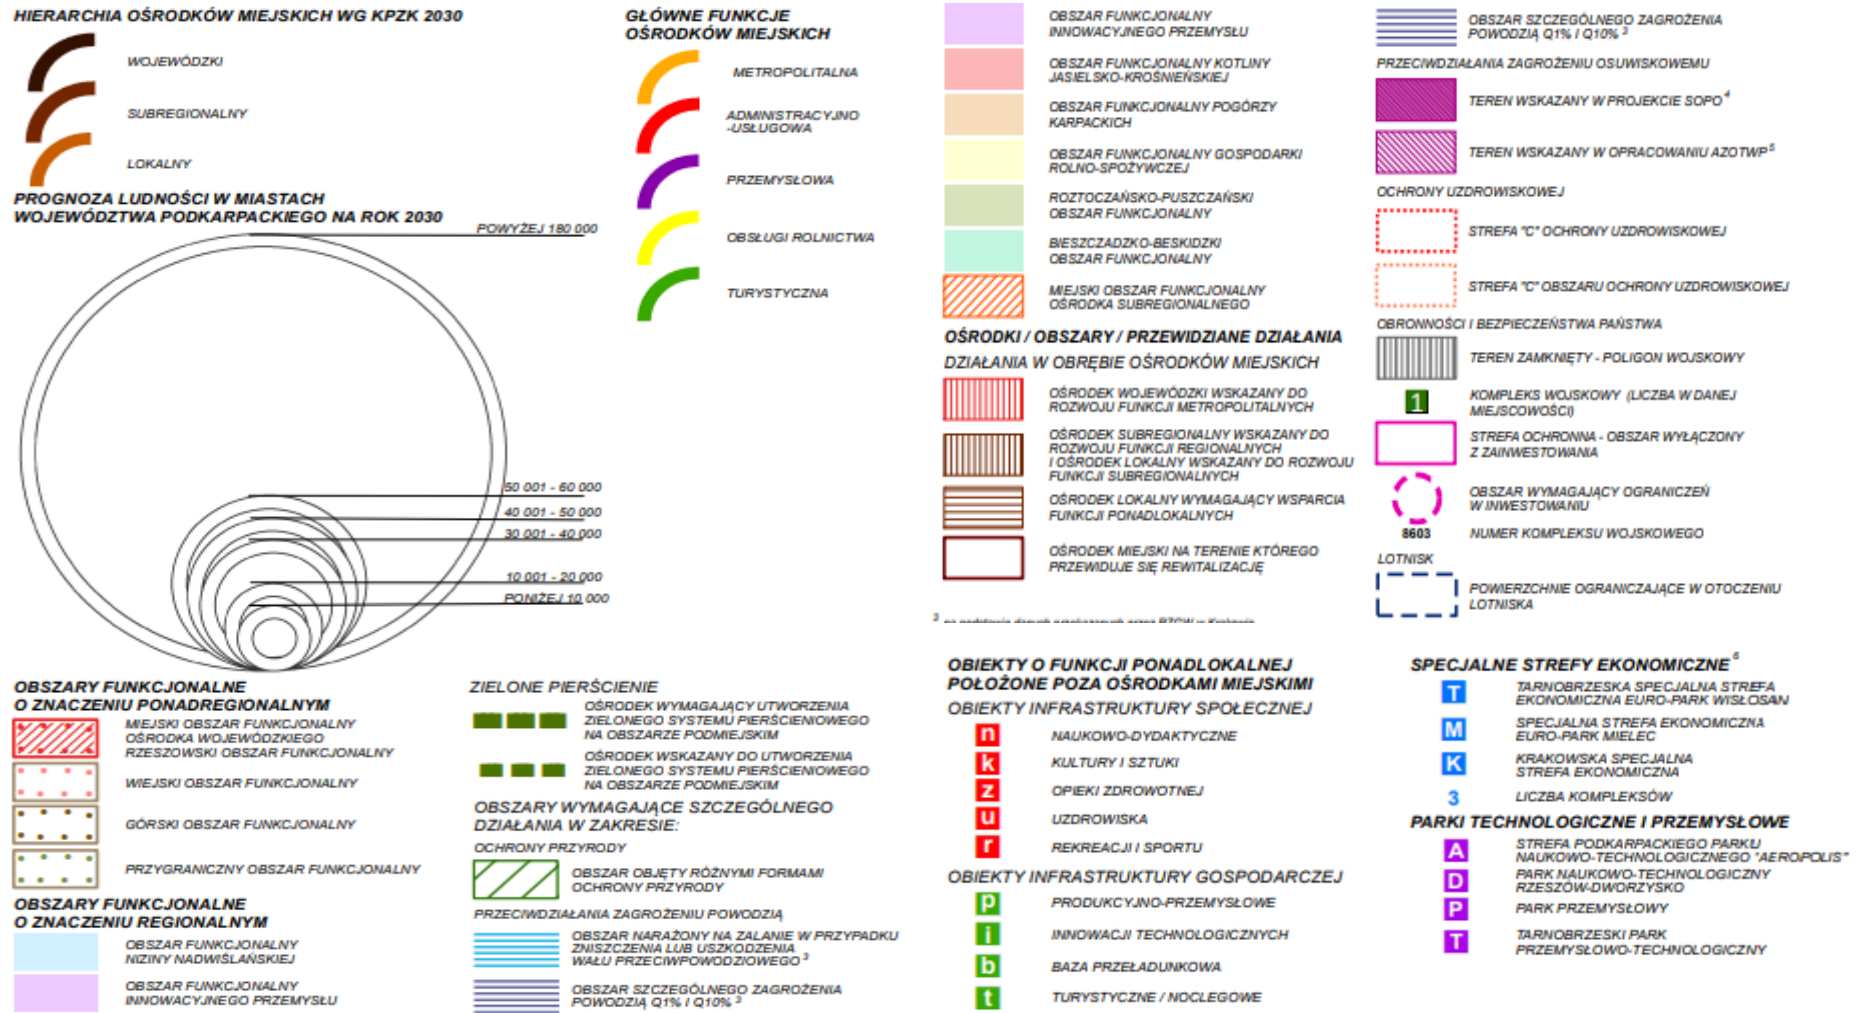 HIERARCHIA OŚRODKÓW MIEJSKICH WG KPZK 2030
WOJEWÓDZKI
SUBREGIONALNY
LOKALNY
PROGNOZA LUDNOŚCI W MIASTACH
WOJEWÓDZTWA PODKARPACKIEGO NA ROK 2030
POWYŻEJ 180 000
50 001 - 60 000
40 001 - 50 000
30 001 - 40 000
10 001 - 20 000
PONIŻEJ 10 000
GŁÓWNE FUNKCJE
OŚRODKÓW MIEJSKICH
METROPOLITALNA
ADMINISTRACYJNO
-USŁUGOWA
PRZEMYSŁOWA
OBSŁUGI ROLNICTWA
TURYSTYCZNA
OBSZARY FUNKCJONALNE
O ZNACZENIU PONADREGIONALNYM
MIEJSKI OBSZAR FUNKCJONALNY
OŚRODKA WOJEWÓDZKIEGO
RZESZOWSKI OBSZAR FUNKCJONALNY
WIEJSKI OBSZAR FUNKCJONALNY
GÓRSKI OBSZAR FUNKCJONALNY
PRZYGRANICZNY OBSZAR FUNKCJONALNY
OBSZARY FUNKCJONALNE
O ZNACZENIU REGIONALNYM
OBSZAR FUNKCJONALNY
NIZINY NADWIŚLAŃSKIEJ
OBSZAR FUNKCJONALNY
INNOWACYJNEGO PRZEMYSŁU
ZIELONE PIERŚCIENIE
OŚRODEK WYMAGAJĄCY UTWORZENIA
ZIELONEGO SYSTEMU PIERŚCIENIOWEGO
NA OBSZARZE PODMIEJSKIM
OŚRODEK WSKAZANY DO UTWORZENIA
ZIELONEGO SYSTEMU PIERŚCIENIOWEGO
NA OBSZARZE PODMIEJSKIM
OBSZARY WYMAGAJĄCE SZCZEGÓLNEGO
DZIAŁANIA W ZAKRESIE:
OCHRONY PRZYRODY
OBSZAR OBJĘTY RÓŻNYMI FORMAMI
OCHRONY PRZYRODY
PRZECIWDZIAŁANIA ZAGROŻENIU POWODZIĄ
OBSZAR NARAŻONY NA ZALANIE W PRZYPADKU
ZNISZCZENIA LUB USZKODZENIA
WAŁU PRZECIWPOWODZIOWEGO 3
OBSZAR SZCZEGÓLNEGO ZAGROŻENIA
POWODZIĄ Q1% I Q10% 3
OBSZAR FUNKCJONALNY
INNOWACYJNEGO PRZEMYSŁU
OBSZAR FUNKCJONALNY KOTLINY
JASIELSKO-KROŚNIEŃSKIEJ
OBSZAR FUNKCJONALNY POGÓRZY
KARPACKICH
OBSZAR FUNKCJONALNY GOSPODARKI
ROLNO-SPOŻYWCZEJ
ROZTOCZAŃSKO-PUSZCZAŃSKI
OBSZAR FUNKCJONALNY
BIESZCZADZKO-BESKIDZKI
OBSZAR FUNKCJONALNY
MIEJSKI OBSZAR FUNKCJONALNY
OŚRODKA SUBREGIONALNEGO
OŚRODKI / OBSZARY / PRZEWIDZIANE DZIAŁANIA
DZIAŁANIA W OBRĘBIE OŚRODKÓW MIEJSKICH
OŚRODEK WOJEWÓDZKI WSKAZANY DO
ROZWOJU FUNKCJI METROPOLITALNYCH
OŚRODEK SUBREGIONALNY WSKAZANY DO
ROZWOJU FUNKCJI REGIONALNYCH
I OŚRODEK LOKALNY WSKAZANY DO ROZWOJU
FUNKCJI SUBREGIONALNYCH
OŚRODEK LOKALNY WYMAGAJĄCY WSPARCIA
FUNKCJI PONADLOKALNYCH
OŚRODEK MIEJSKI NA TERENIE KTÓREGO
PRZEWIDUJE SIĘ REWITALIZACJĘ
3 na podstawie danych przekazanych przez RZGW w Krakowie
OBSZAR SZCZEGÓLNEGO ZAGROŻENIA
POWODZIĄ Q1% I Q10% 3
PRZECIWDZIAŁANIA ZAGROŻENIU OSUWISKOWEMU
TEREN WSKAZANY W PROJEKCIE SOPO 4
TEREN WSKAZANY W OPRACOWANIU AZOTWP 5
OCHRONY UZDROWISKOWEJ
STREFA "C" OCHRONY UZDROWISKOWEJ
STREFA "C" OBSZARU OCHRONY UZDROWISKOWEJ
OBRONNOŚCI I BEZPIECZEŃSTWA PAŃSTWA
TEREN ZAMKNIĘTY - POLIGON WOJSKOWY
1 KOMPLEKS WOJSKOWY (LICZBA W DANEJ
MIEJSCOWOŚCI)
STREFA OCHRONNA - OBSZAR WYŁĄCZONY
Z ZAINWESTOWANIA
OBSZAR WYMAGAJĄCY OGRANICZEŃ
W INWESTOWANIU
8603 NUMER KOMPLEKSU WOJSKOWEGO
LOTNISK
POWIERZCHNIE OGRANICZAJĄCE W OTOCZENIU
LOTNISKA
OBIEKTY O FUNKCJI PONADLOKALNEJ
POŁOŻONE POZA OŚRODKAMI MIEJSKIMI
OBIEKTY INFRASTRUKTURY SPOŁECZNEJ
n NAUKOWO-DYDAKTYCZNE
k KULTURY I SZTUKI
z OPIEKI ZDROWOTNEJ
u UZDROWISKA
r REKREACJI I SPORTU
OBIEKTY INFRASTRUKTURY GOSPODARCZEJ
p PRODUKCYJNO-PRZEMYSŁOWE
i INNOWACJI TECHNOLOGICZNYCH
b BAZA PRZEŁADUNKOWA
t TURYSTYCZNE / NOCLEGOWE
SPECJALNE STREFY EKONOMICZNE 6
T TARNOBRZESKA SPECJALNA STREFA
EKONOMICZNA EURO-PARK WISŁOSAN
M SPECJALNA STREFA EKONOMICZNA
EURO-PARK MIELEC
K KRAKOWSKA SPECJALNA
STREFA EKONOMICZNA
3 LICZBA KOMPLEKSÓW
PARKI TECHNOLOGICZNE I PRZEMYSŁOWE
A STREFA PODKARPACKIEGO PARKU
NAUKOWO-TECHNOLOGICZNEGO "AEROPOLIS"
D PARK NAUKOWO-TECHNOLOGICZNY
RZESZÓW-DWORZYSKO
P PARK PRZEMYSŁOWY
T TARNOBRZESKI PARK
PRZEMYSŁOWO-TECHNOLOGICZNY